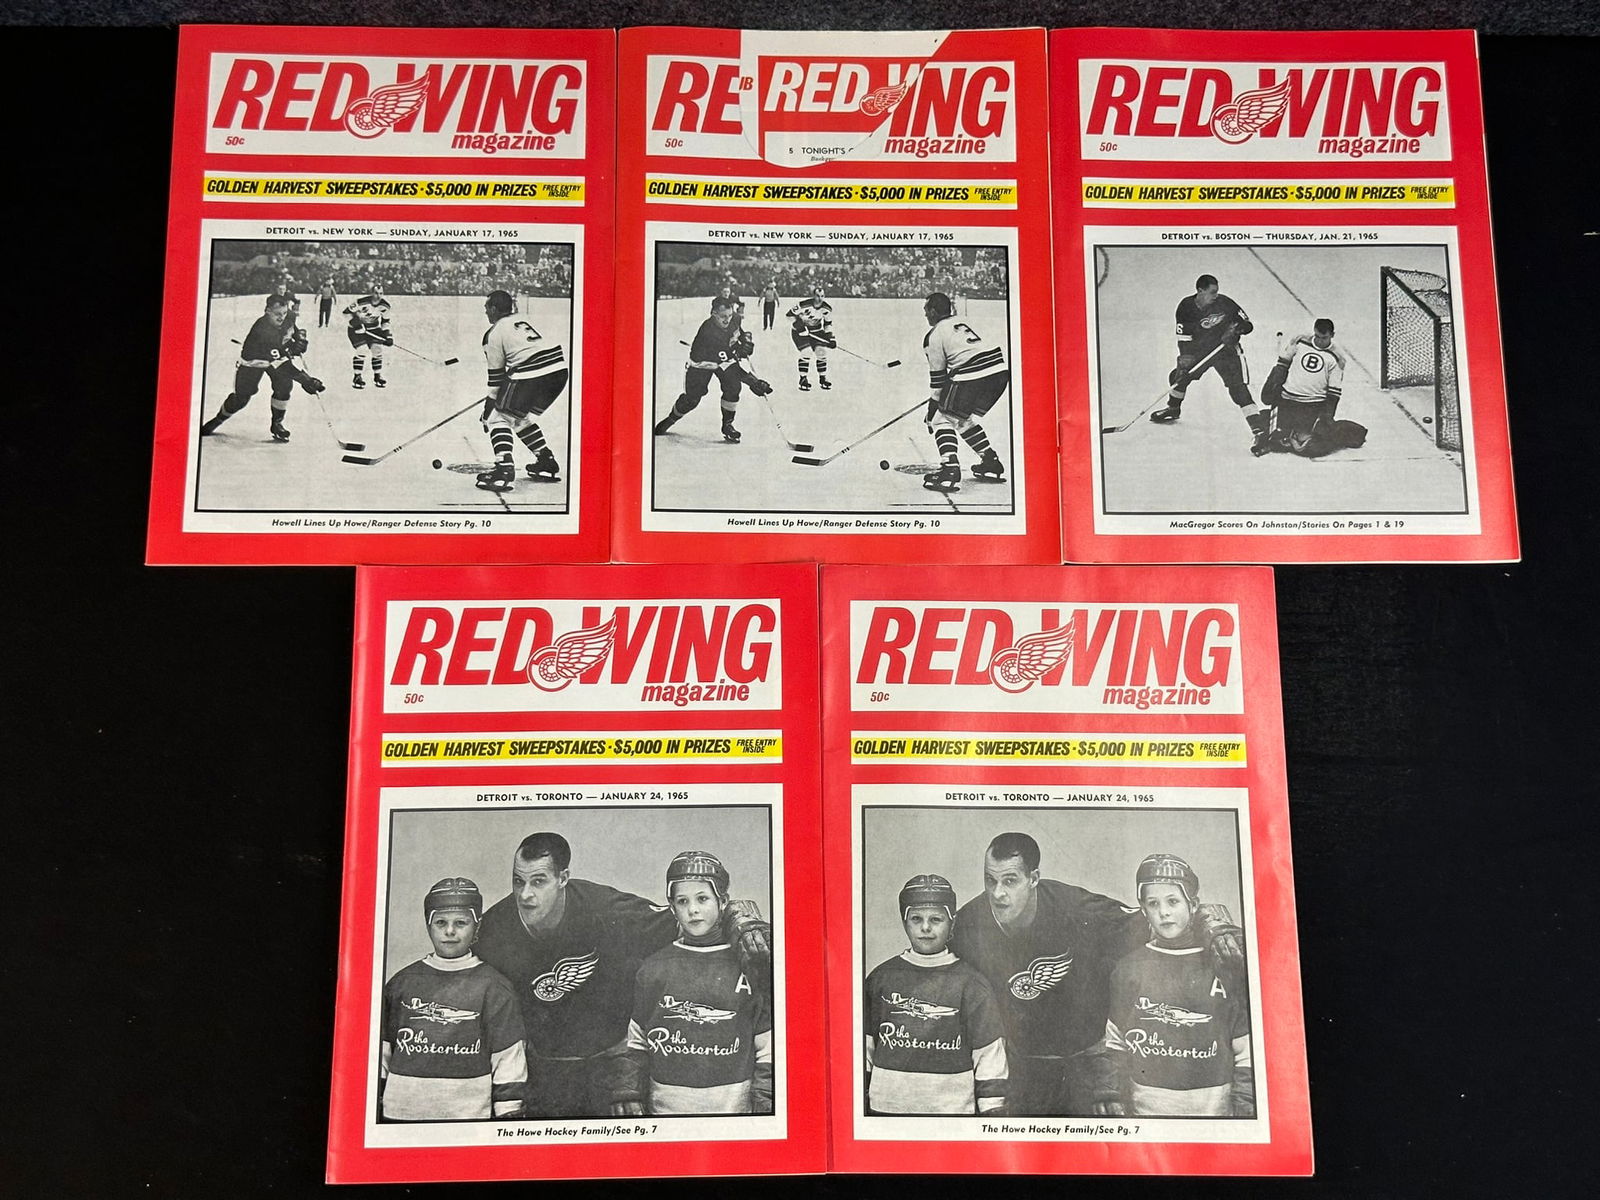 RED WING
50c magazine
GOLDEN HARVEST SWEEPSTAKES · $5,000 IN PRIZES FREE ENTRY INSIDE
DETROIT vs. NEW YORK — SUNDAY, JANUARY 17, 1965
9
3
Howell Lines Up Howe/Ranger Defense Story Pg. 10
RE
IB
RED
ING
50c
5 TONIGHT'S
magazine
GOLDEN HARVEST SWEEPSTAKES · $5,000 IN PRIZES FREE ENTRY INSIDE
DETROIT vs. NEW YORK — SUNDAY, JANUARY 17, 1965
9
3
Howell Lines Up Howe/Ranger Defense Story Pg. 10
RED WING
50c magazine
GOLDEN HARVEST SWEEPSTAKES · $5,000 IN PRIZES FREE ENTRY INSIDE
DETROIT vs. BOSTON — THURSDAY, JAN. 21, 1965
6
B
MacGregor Scores On Johnston/Stories On Pages 1 & 19
RED WING
50c magazine
GOLDEN HARVEST SWEEPSTAKES · $5,000 IN PRIZES FREE ENTRY INSIDE
DETROIT vs. TORONTO — JANUARY 24, 1965
A
the Roostertail
the Roostertail
The Howe Hockey Family/See Pg. 7
RED WING
50c magazine
GOLDEN HARVEST SWEEPSTAKES · $5,000 IN PRIZES FREE ENTRY INSIDE
DETROIT vs. TORONTO — JANUARY 24, 1965
A
the Roostertail
the Roostertail
The Howe Hockey Family/See Pg. 7